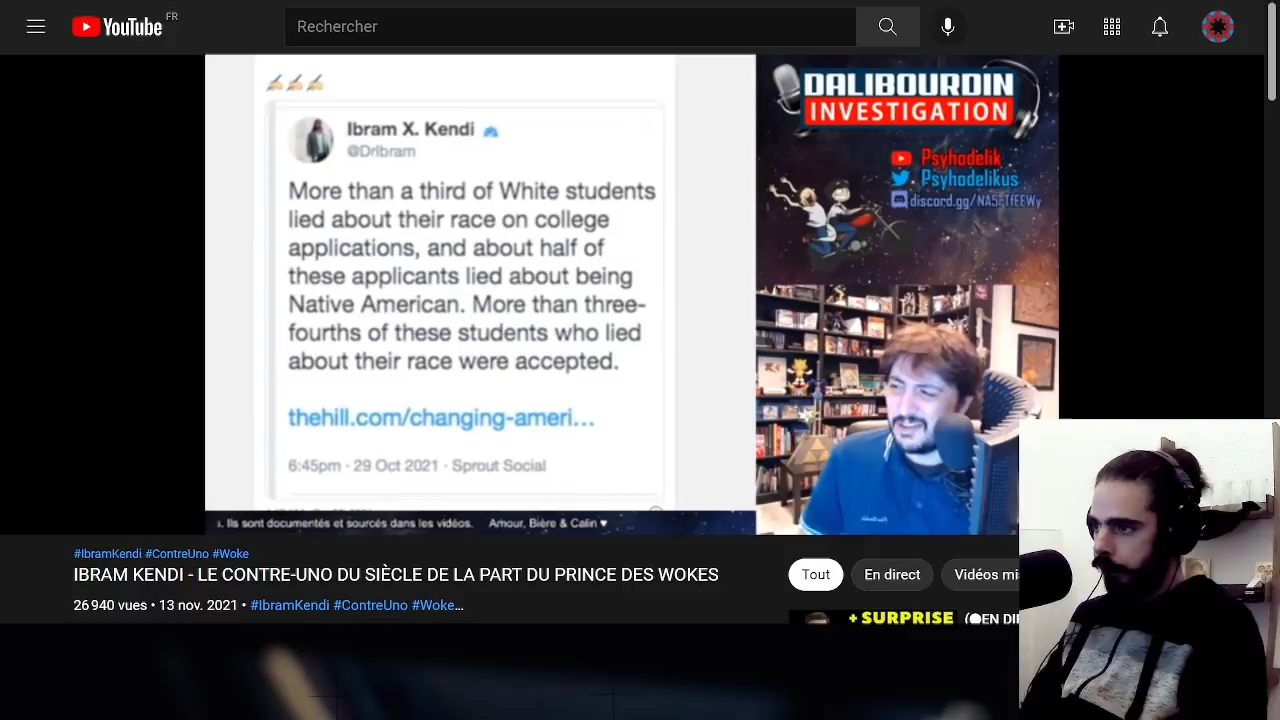 YouTube FR
Rechercher
Ibram X. Kendi
@DrIbram
More than a third of White students
lied about their race on college
applications, and about half of
these applicants lied about being
Native American. More than three-
fourths of these students who lied
about their race were accepted.
thehill.com/changing-ameri...
6:45pm · 29 Oct 2021 · Sprout Social
DALIBOURDIN
INVESTIGATION
Psyhodelik
Psyhodelikus
s. Ils sont documentés et sourcés dans les vidéos. Amour, Bière & Calin ♥
#IbramKendi #ContreUno #Woke
IBRAM KENDI - LE CONTRE-UNO DU SIÈCLE DE LA PART DU PRINCE DES WOKES
26 940 vues • 13 nov. 2021 • #IbramKendi #ContreUno #Woke...
Tout
En direct
Vidéos mi
+ SURPRISE
(EN DI